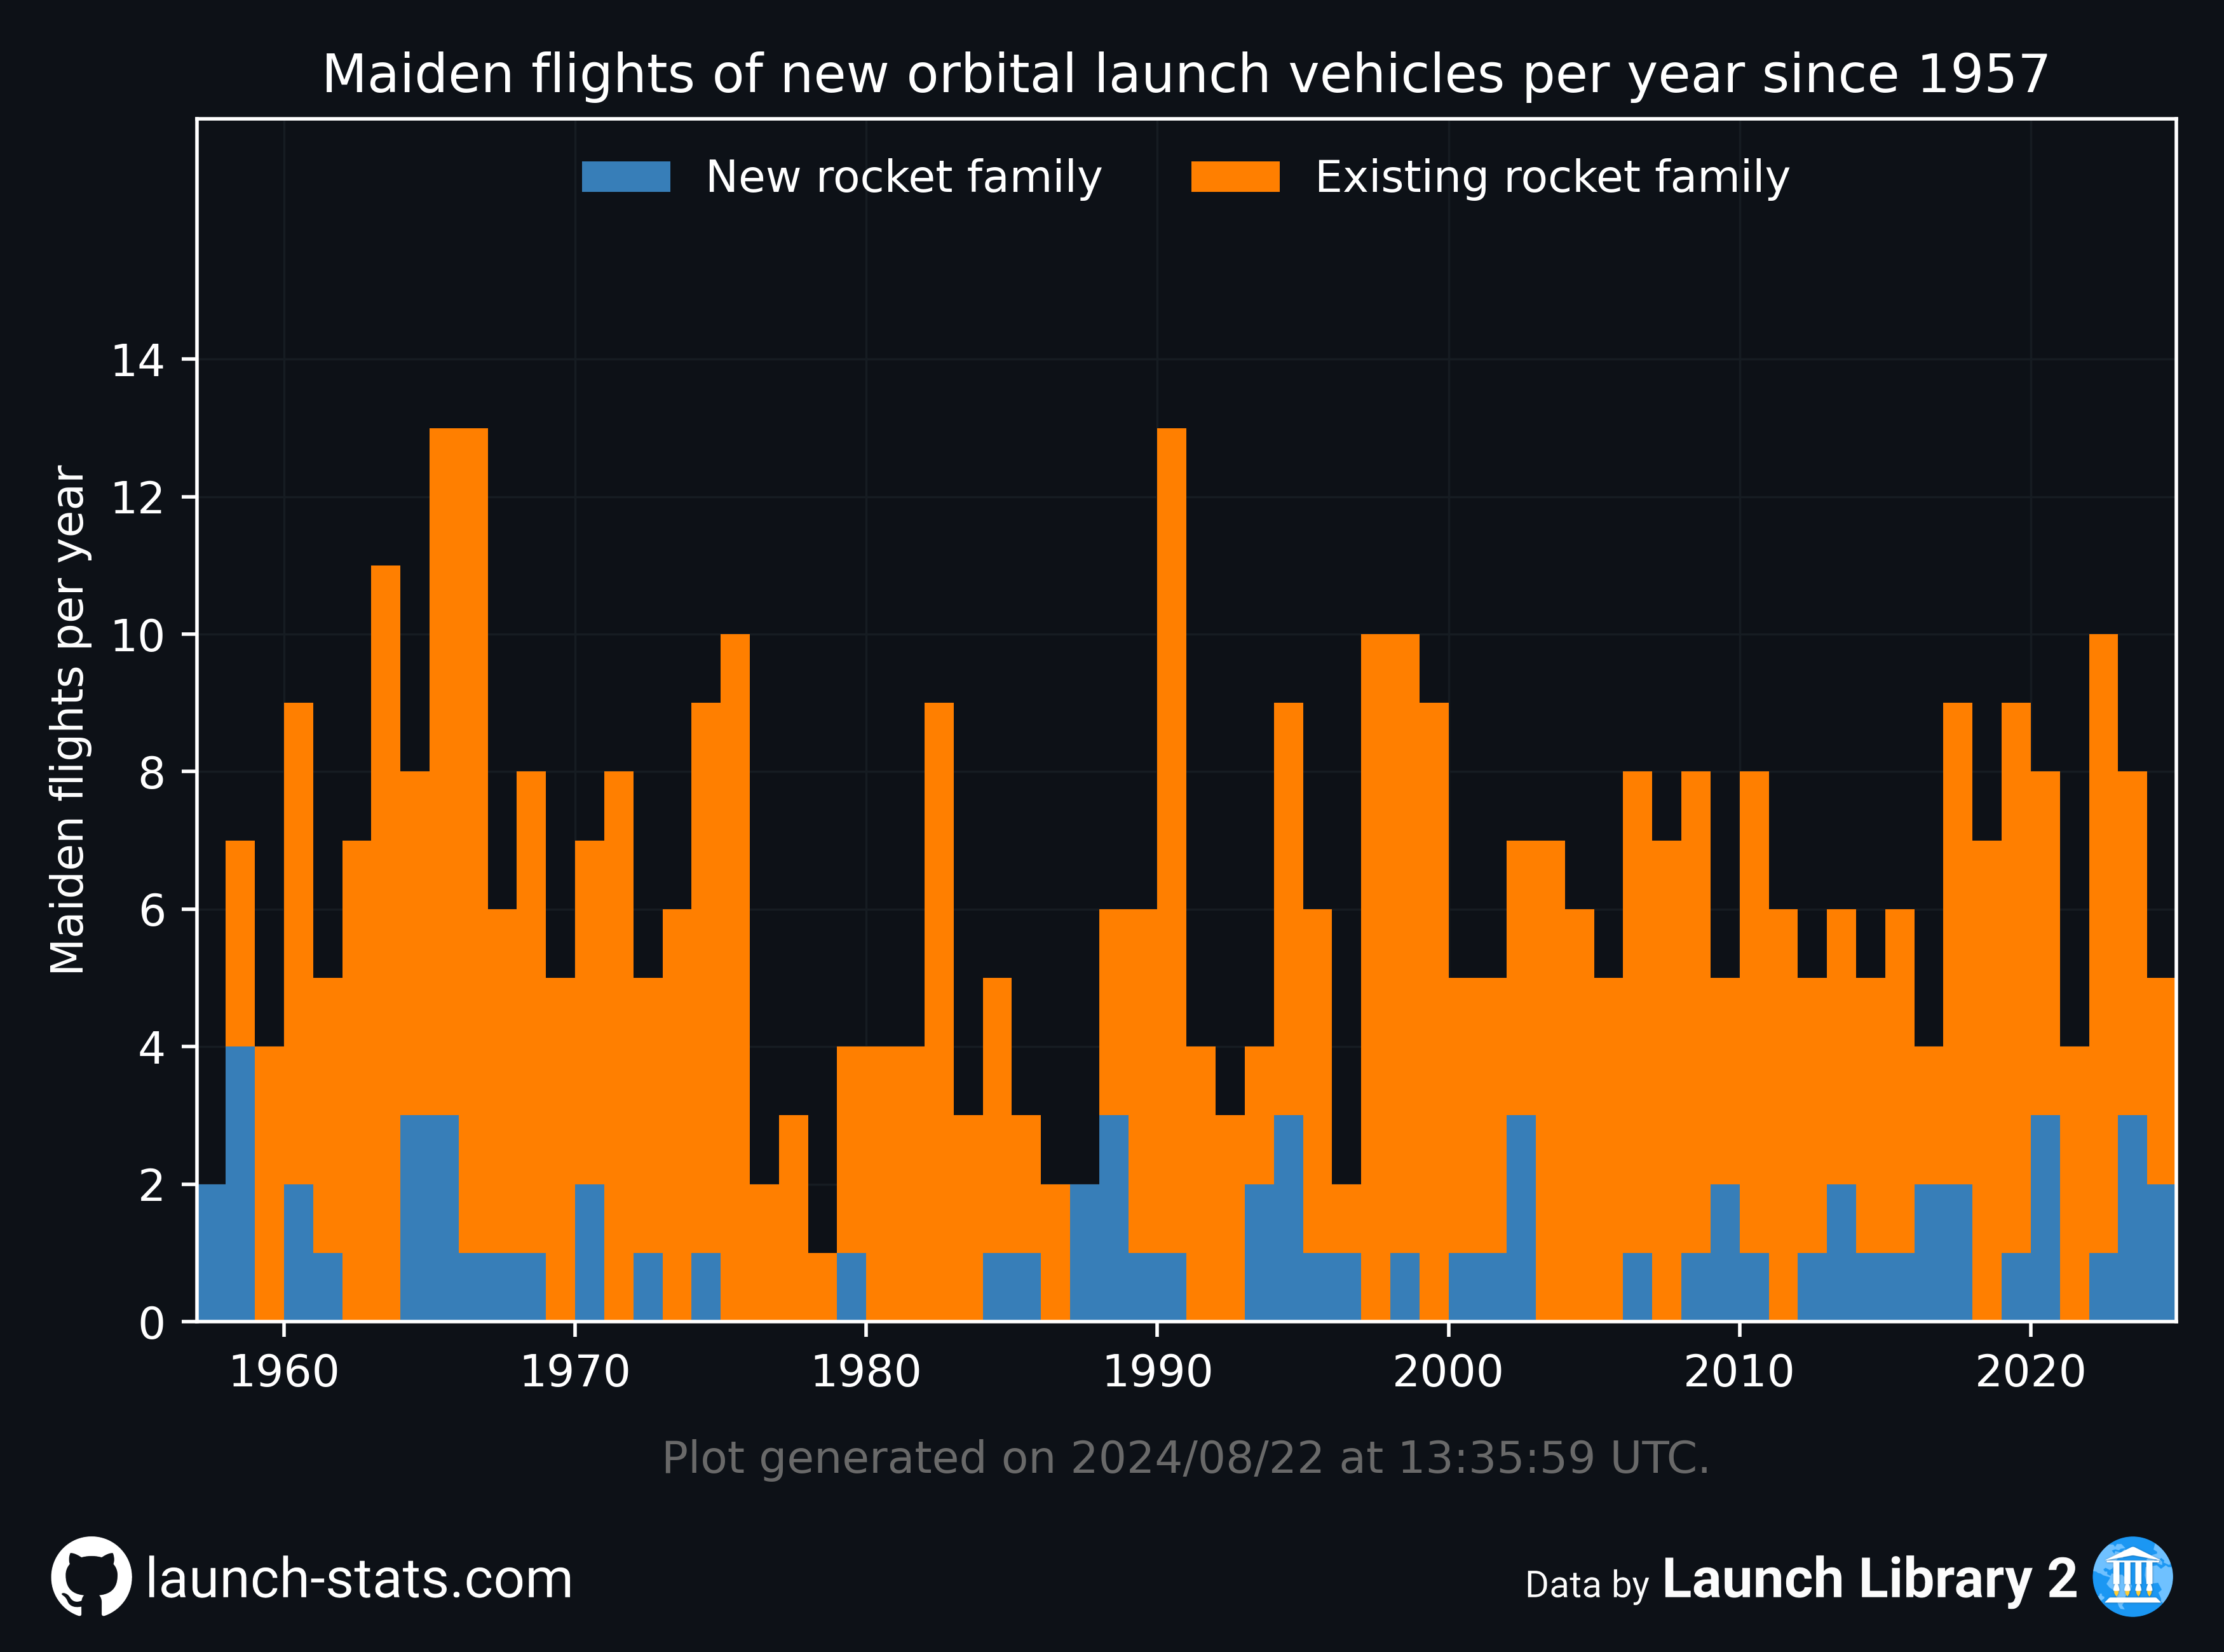 Maiden flights of new orbital launch vehicles per year since 1957
New rocket family
Existing rocket family
Maiden flights per year
14
12
10
8
6
4
2
0
1960 1970 1980 1990 2000 2010 2020
Plot generated on 2024/08/22 at 13:35:59 UTC.
launch-stats.com
Data by Launch Library 2